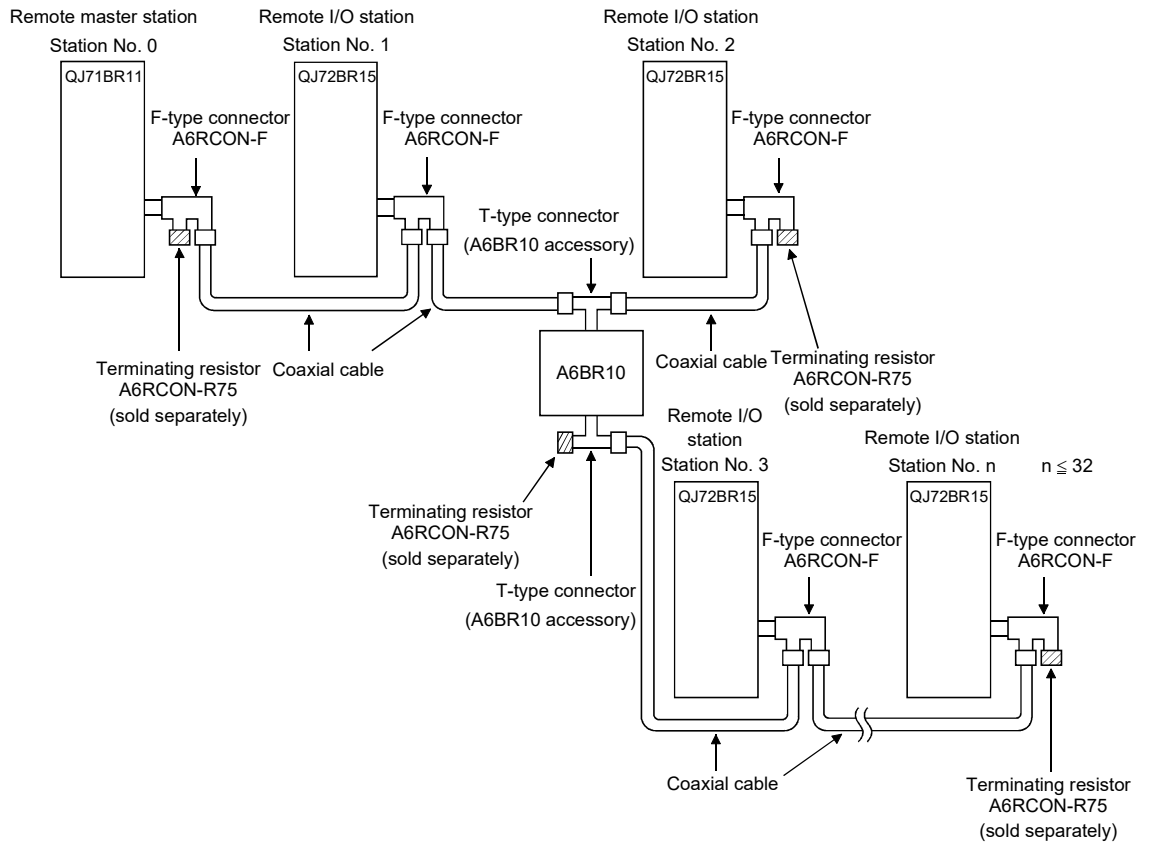 Remote master station
Station No. 0
QJ71BR11
F-type connector
A6RCON-F
Remote I/O station
Station No. 1
QJ72BR15
F-type connector
A6RCON-F
Remote I/O station
Station No. 2
QJ72BR15
F-type connector
A6RCON-F
T-type connector
(A6BR10 accessory)
Terminating resistor
A6RCON-R75
(sold separately)
Coaxial cable
A6BR10
Coaxial cable
Terminating resistor
A6RCON-R75
(sold separately)
Remote I/O
station
Station No. 3
QJ72BR15
F-type connector
A6RCON-F
Remote I/O station
Station No. n
n ≦ 32
QJ72BR15
F-type connector
A6RCON-F
Terminating resistor
A6RCON-R75
(sold separately)
T-type connector
(A6BR10 accessory)
Coaxial cable
Terminating resistor
A6RCON-R75
(sold separately)